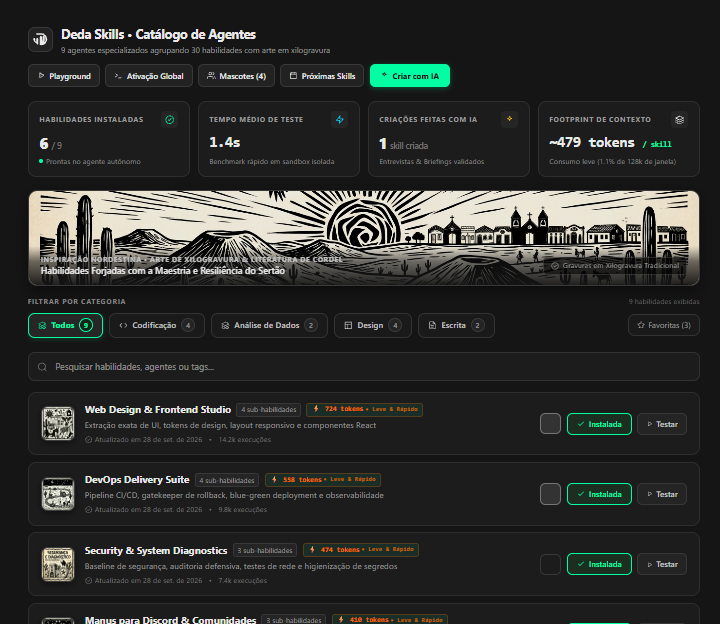 Deda Skills • Catálogo de Agentes
9 agentes especializados agrupando 30 habilidades com arte em xilogravura
Playground
Ativação Global
Mascotes (4)
Próximas Skills
Criar com IA
HABILIDADES INSTALADAS
6 / 9
Prontas no agente autônomo
TEMPO MÉDIO DE TESTE
1.4s
Benchmark rápido em sandbox isolada
CRIAÇÕES FEITAS COM IA
1 skill criada
Entrevistas & Briefings validados
FOOTPRINT DE CONTEXTO
~479 tokens / skill
Consumo leve (1.1% de 128k de janela)
INSPIRAÇÃO NORDESTINA • ARTE DE XILOGRAVURA & LITERATURA DE CORDEL
Habilidades Forjadas com a Maestria e Resiliência do Sertão
Gravuras em Xilogravura Tradicional
FILTRAR POR CATEGORIA
9 habilidades exibidas
Todos 9
Codificação 4
Análise de Dados 2
Design 4
Escrita 2
Favoritas (3)
Pesquisar habilidades, agentes ou tags...
Web Design & Frontend Studio 4 sub-habilidades 724 tokens • Leve & Rápido
Extração exata de UI, tokens de design, layout responsivo e componentes React
Atualizado em 28 de set. de 2026 • 14.2k execuções
Instalada
Testar
DevOps Delivery Suite 4 sub-habilidades 558 tokens • Leve & Rápido
Pipeline CI/CD, gatekeeper de rollback, blue-green deployment e observabilidade
Atualizado em 28 de set. de 2026 • 9.8k execuções
Instalada
Testar
SEGURANÇA
E DIAGNÓSTICO
Security & System Diagnostics 3 sub-habilidades 474 tokens • Leve & Rápido
Baseline de segurança, auditoria defensiva, testes de rede e higienização de segredos
Atualizado em 28 de set. de 2026 • 7.4k execuções
Instalada
Testar
Manus para Discord & Comunidades 3 sub-habilidades 410 tokens • Leve & Rápido